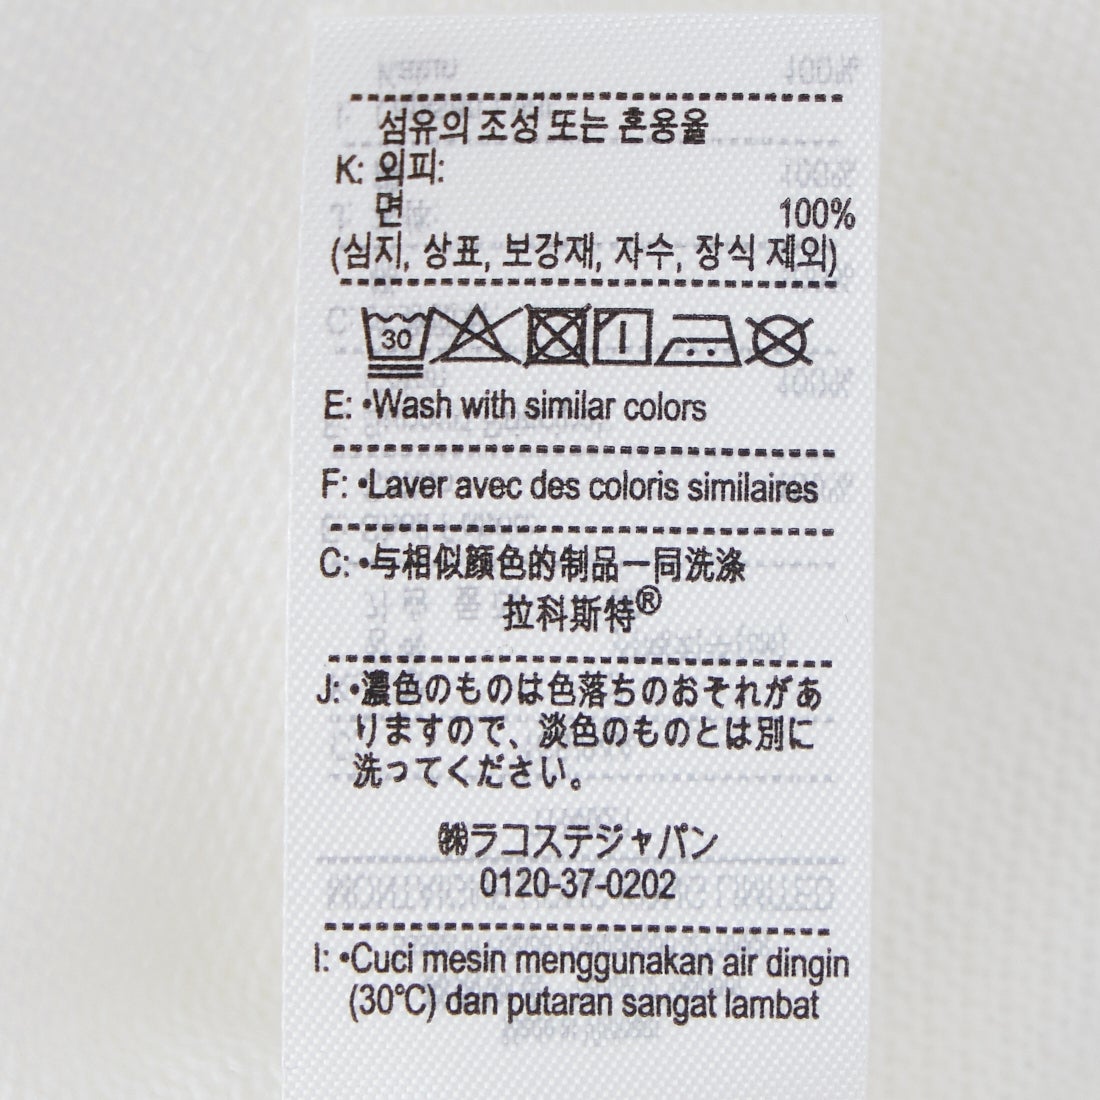 섬유의 조성 또는 혼용율
K: 외피:
면 100%
(심지, 상표, 보강재, 자수, 장식 제외)
30
E: •Wash with similar colors
F: •Laver avec des coloris similaires
C: •与相似颜色的制品一同洗涤
拉科斯特®
J: •濃色のものは色落ちのおそれがあ
りますので、淡色のものとは別に
洗ってください。
㈱ラコステジャパン
0120-37-0202
I: •Cuci mesin menggunakan air dingin
(30°C) dan putaran sangat lambat